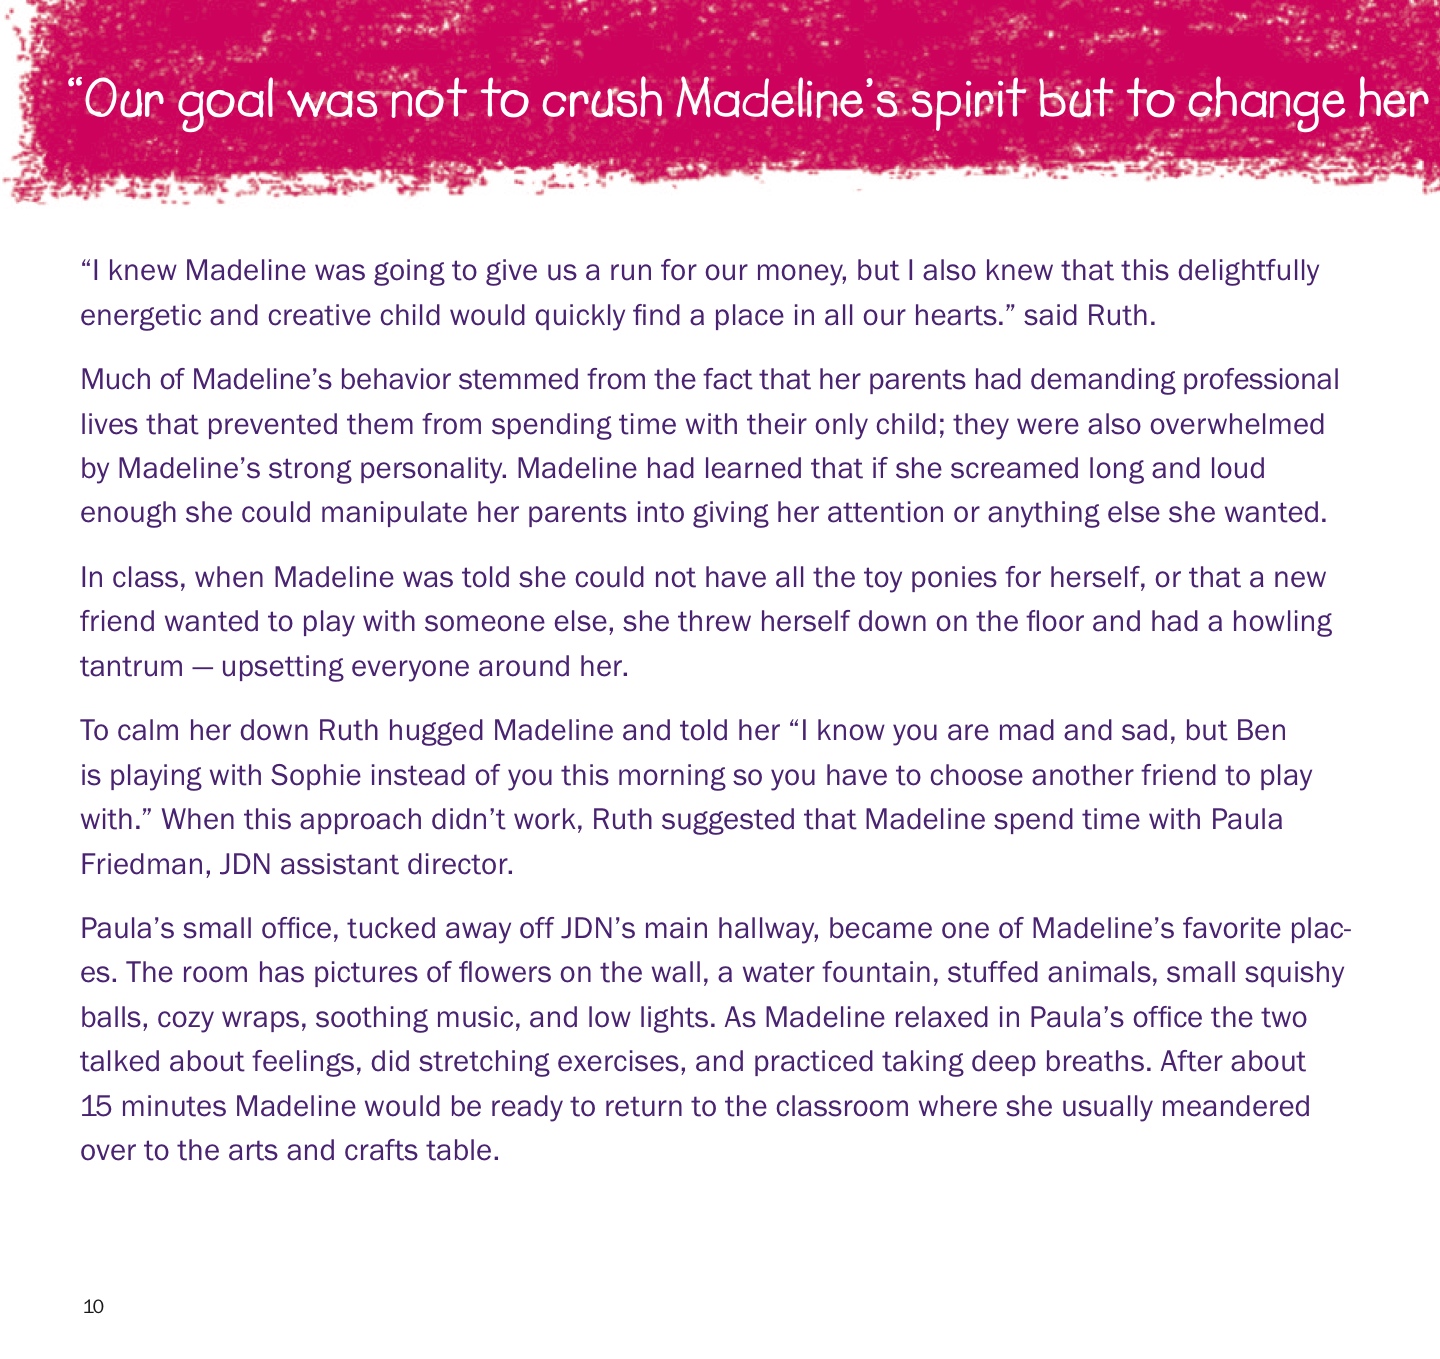 “Our goal was not to crush Madeline’s spirit but to change her
“I knew Madeline was going to give us a run for our money, but I also knew that this delightfully
energetic and creative child would quickly find a place in all our hearts.” said Ruth.
Much of Madeline’s behavior stemmed from the fact that her parents had demanding professional
lives that prevented them from spending time with their only child; they were also overwhelmed
by Madeline’s strong personality. Madeline had learned that if she screamed long and loud
enough she could manipulate her parents into giving her attention or anything else she wanted.
In class, when Madeline was told she could not have all the toy ponies for herself, or that a new
friend wanted to play with someone else, she threw herself down on the floor and had a howling
tantrum — upsetting everyone around her.
To calm her down Ruth hugged Madeline and told her “I know you are mad and sad, but Ben
is playing with Sophie instead of you this morning so you have to choose another friend to play
with.” When this approach didn’t work, Ruth suggested that Madeline spend time with Paula
Friedman, JDN assistant director.
Paula’s small office, tucked away off JDN’s main hallway, became one of Madeline’s favorite plac-
es. The room has pictures of flowers on the wall, a water fountain, stuffed animals, small squishy
balls, cozy wraps, soothing music, and low lights. As Madeline relaxed in Paula’s office the two
talked about feelings, did stretching exercises, and practiced taking deep breaths. After about
15 minutes Madeline would be ready to return to the classroom where she usually meandered
over to the arts and crafts table.
10